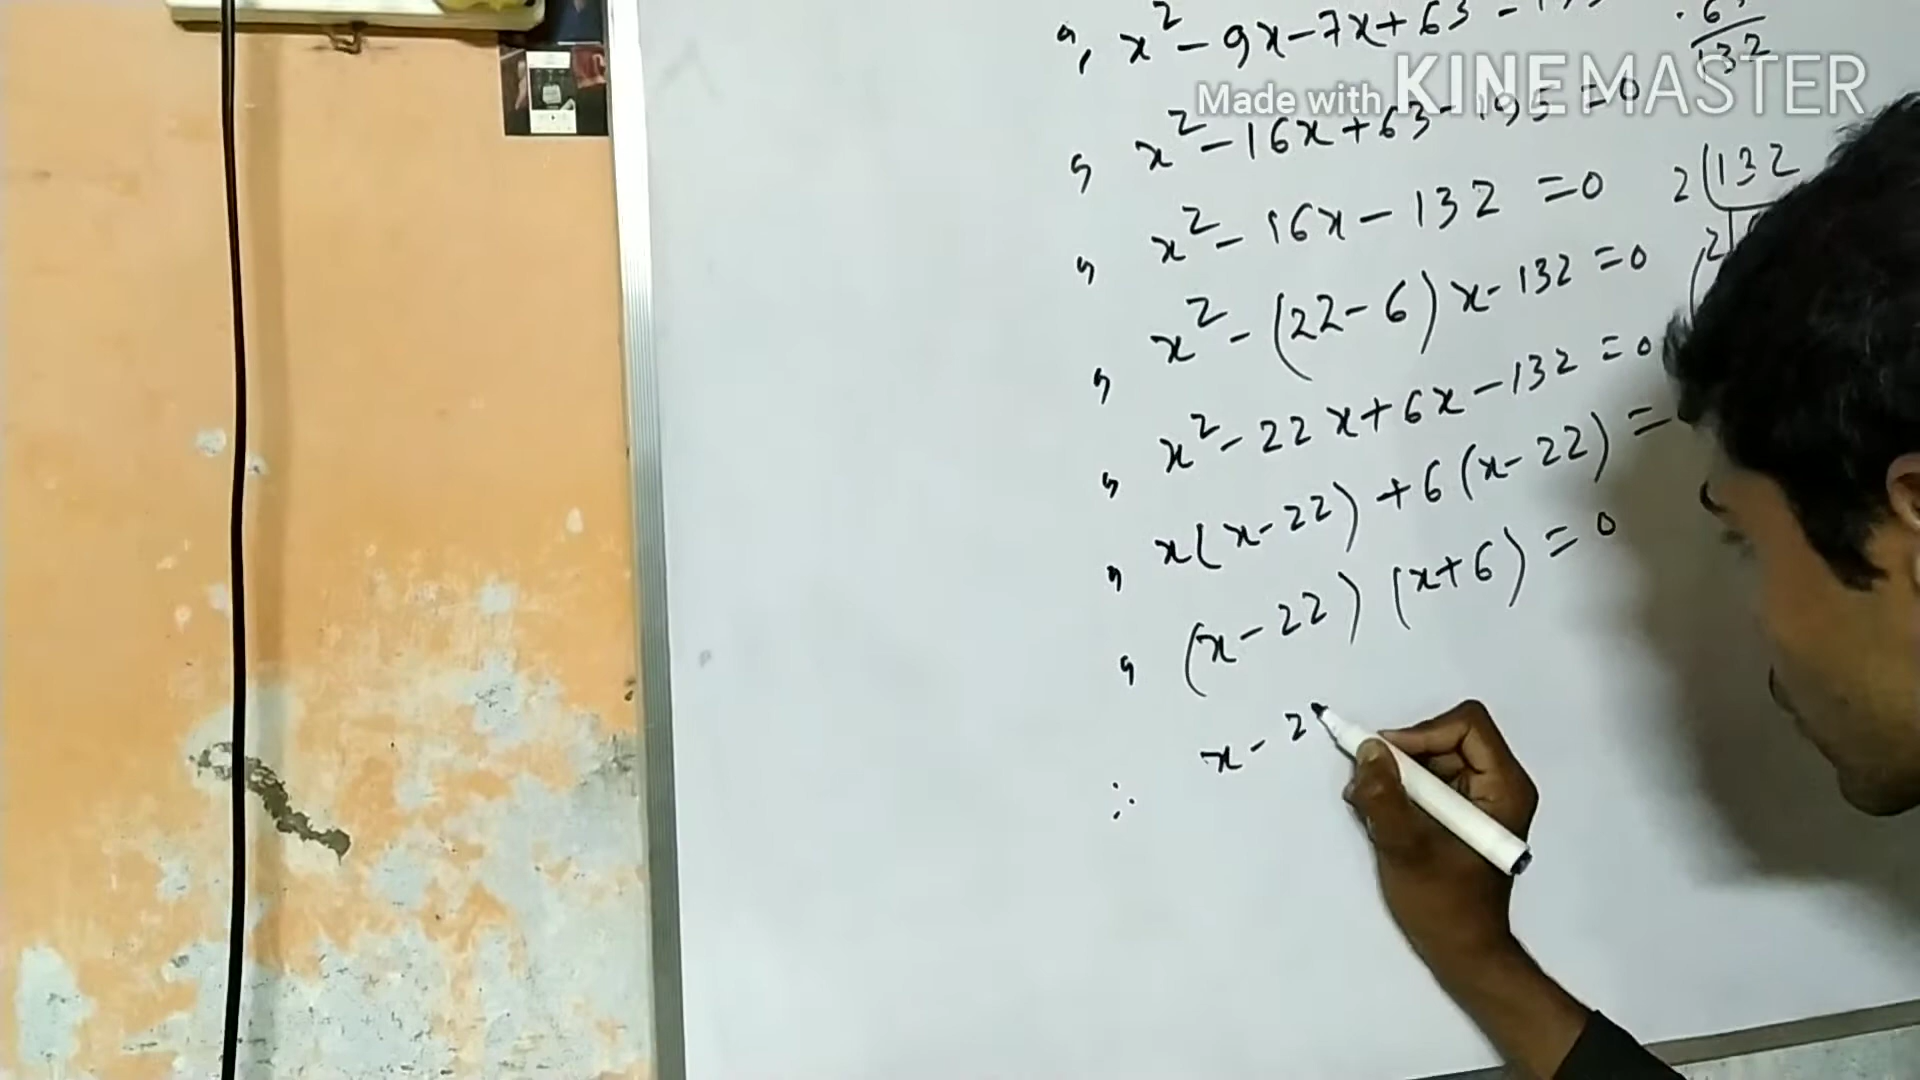 , x² - 9x - 7x + 63 -
132
Made with KINEMASTER
, x² - 16x + 63 - 195 = 0
, x² - 16x - 132 = 0
2 132
2
, x² - (22 - 6) x - 132 = 0
, x² - 22x + 6x - 132 = 0
, x(x - 22) + 6(x - 22) =
, (x - 22) (x + 6) = 0
∴ x - 2